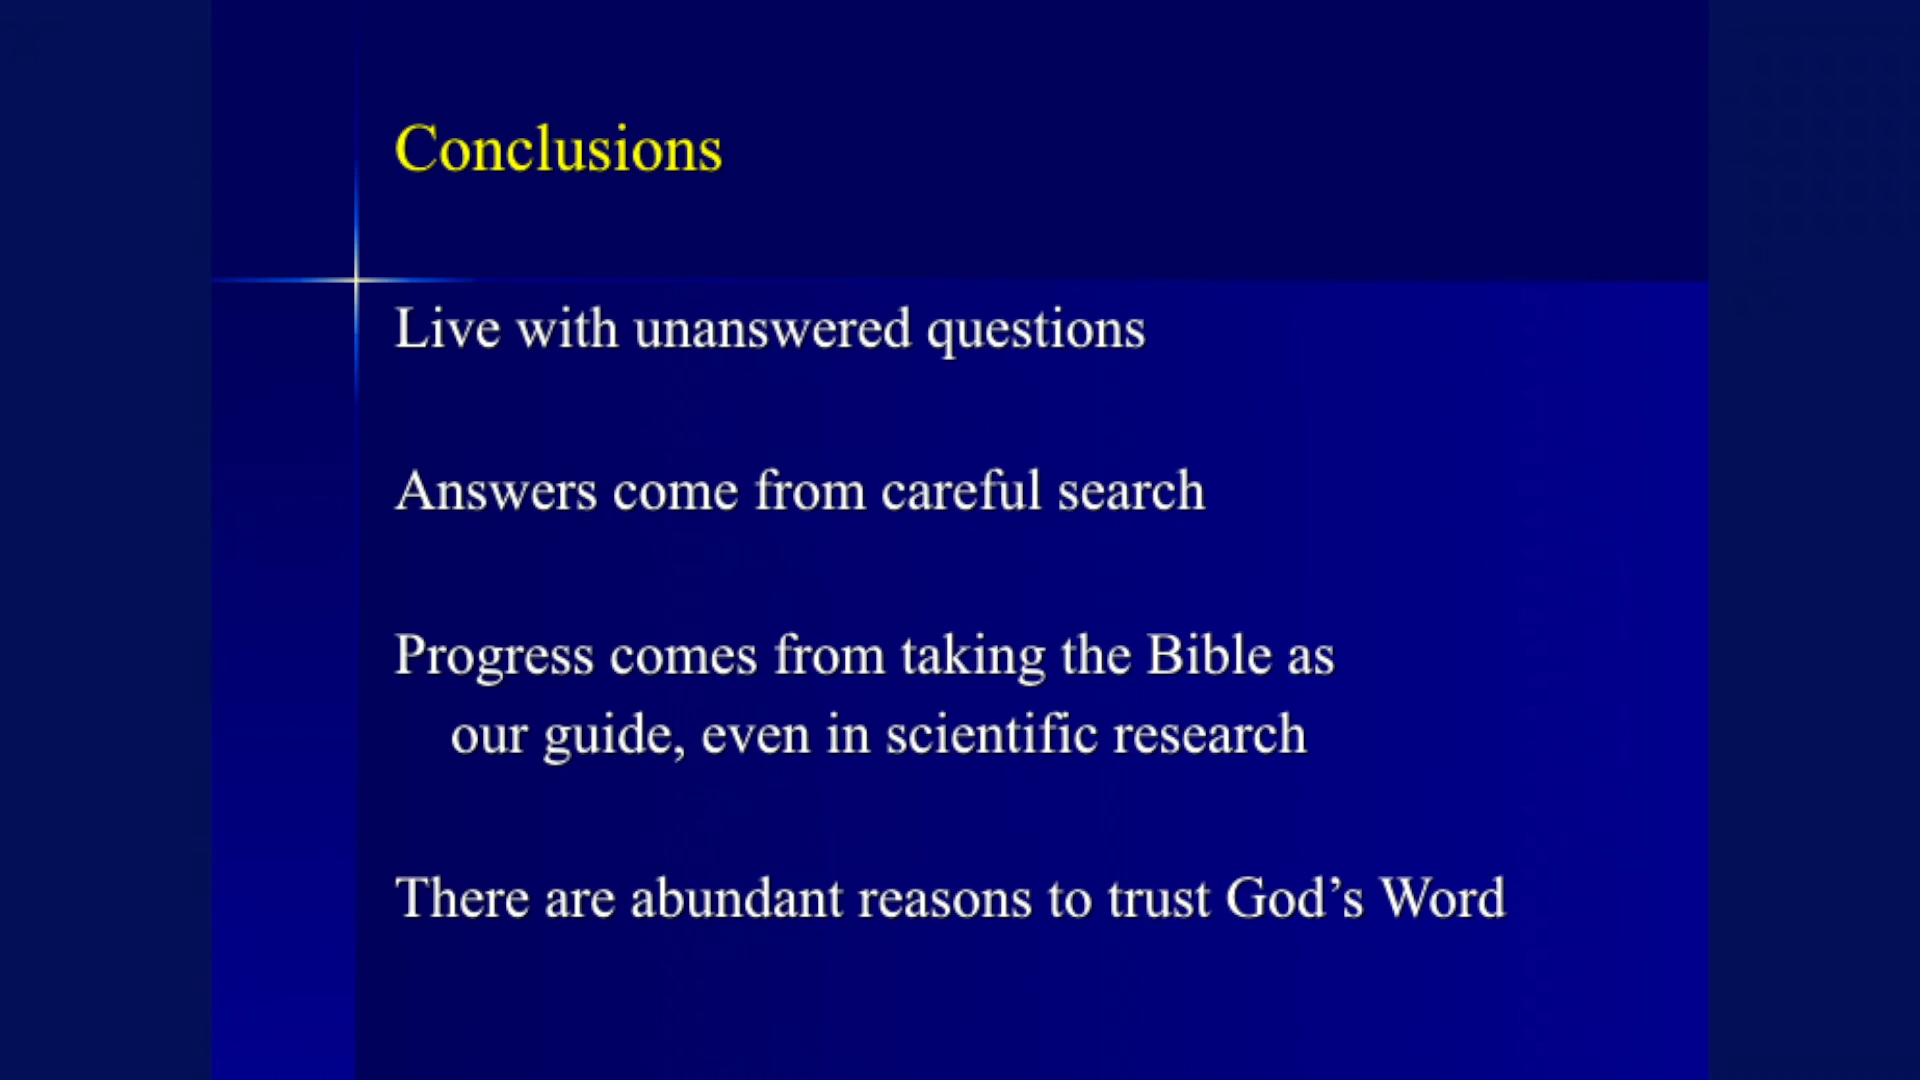 Conclusions
Live with unanswered questions
Answers come from careful search
Progress comes from taking the Bible as
our guide, even in scientific research
There are abundant reasons to trust God’s Word